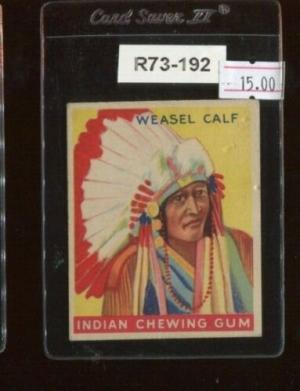 Card Saver II®
R73-192
15.00
WEASEL CALF
INDIAN CHEWING GUM